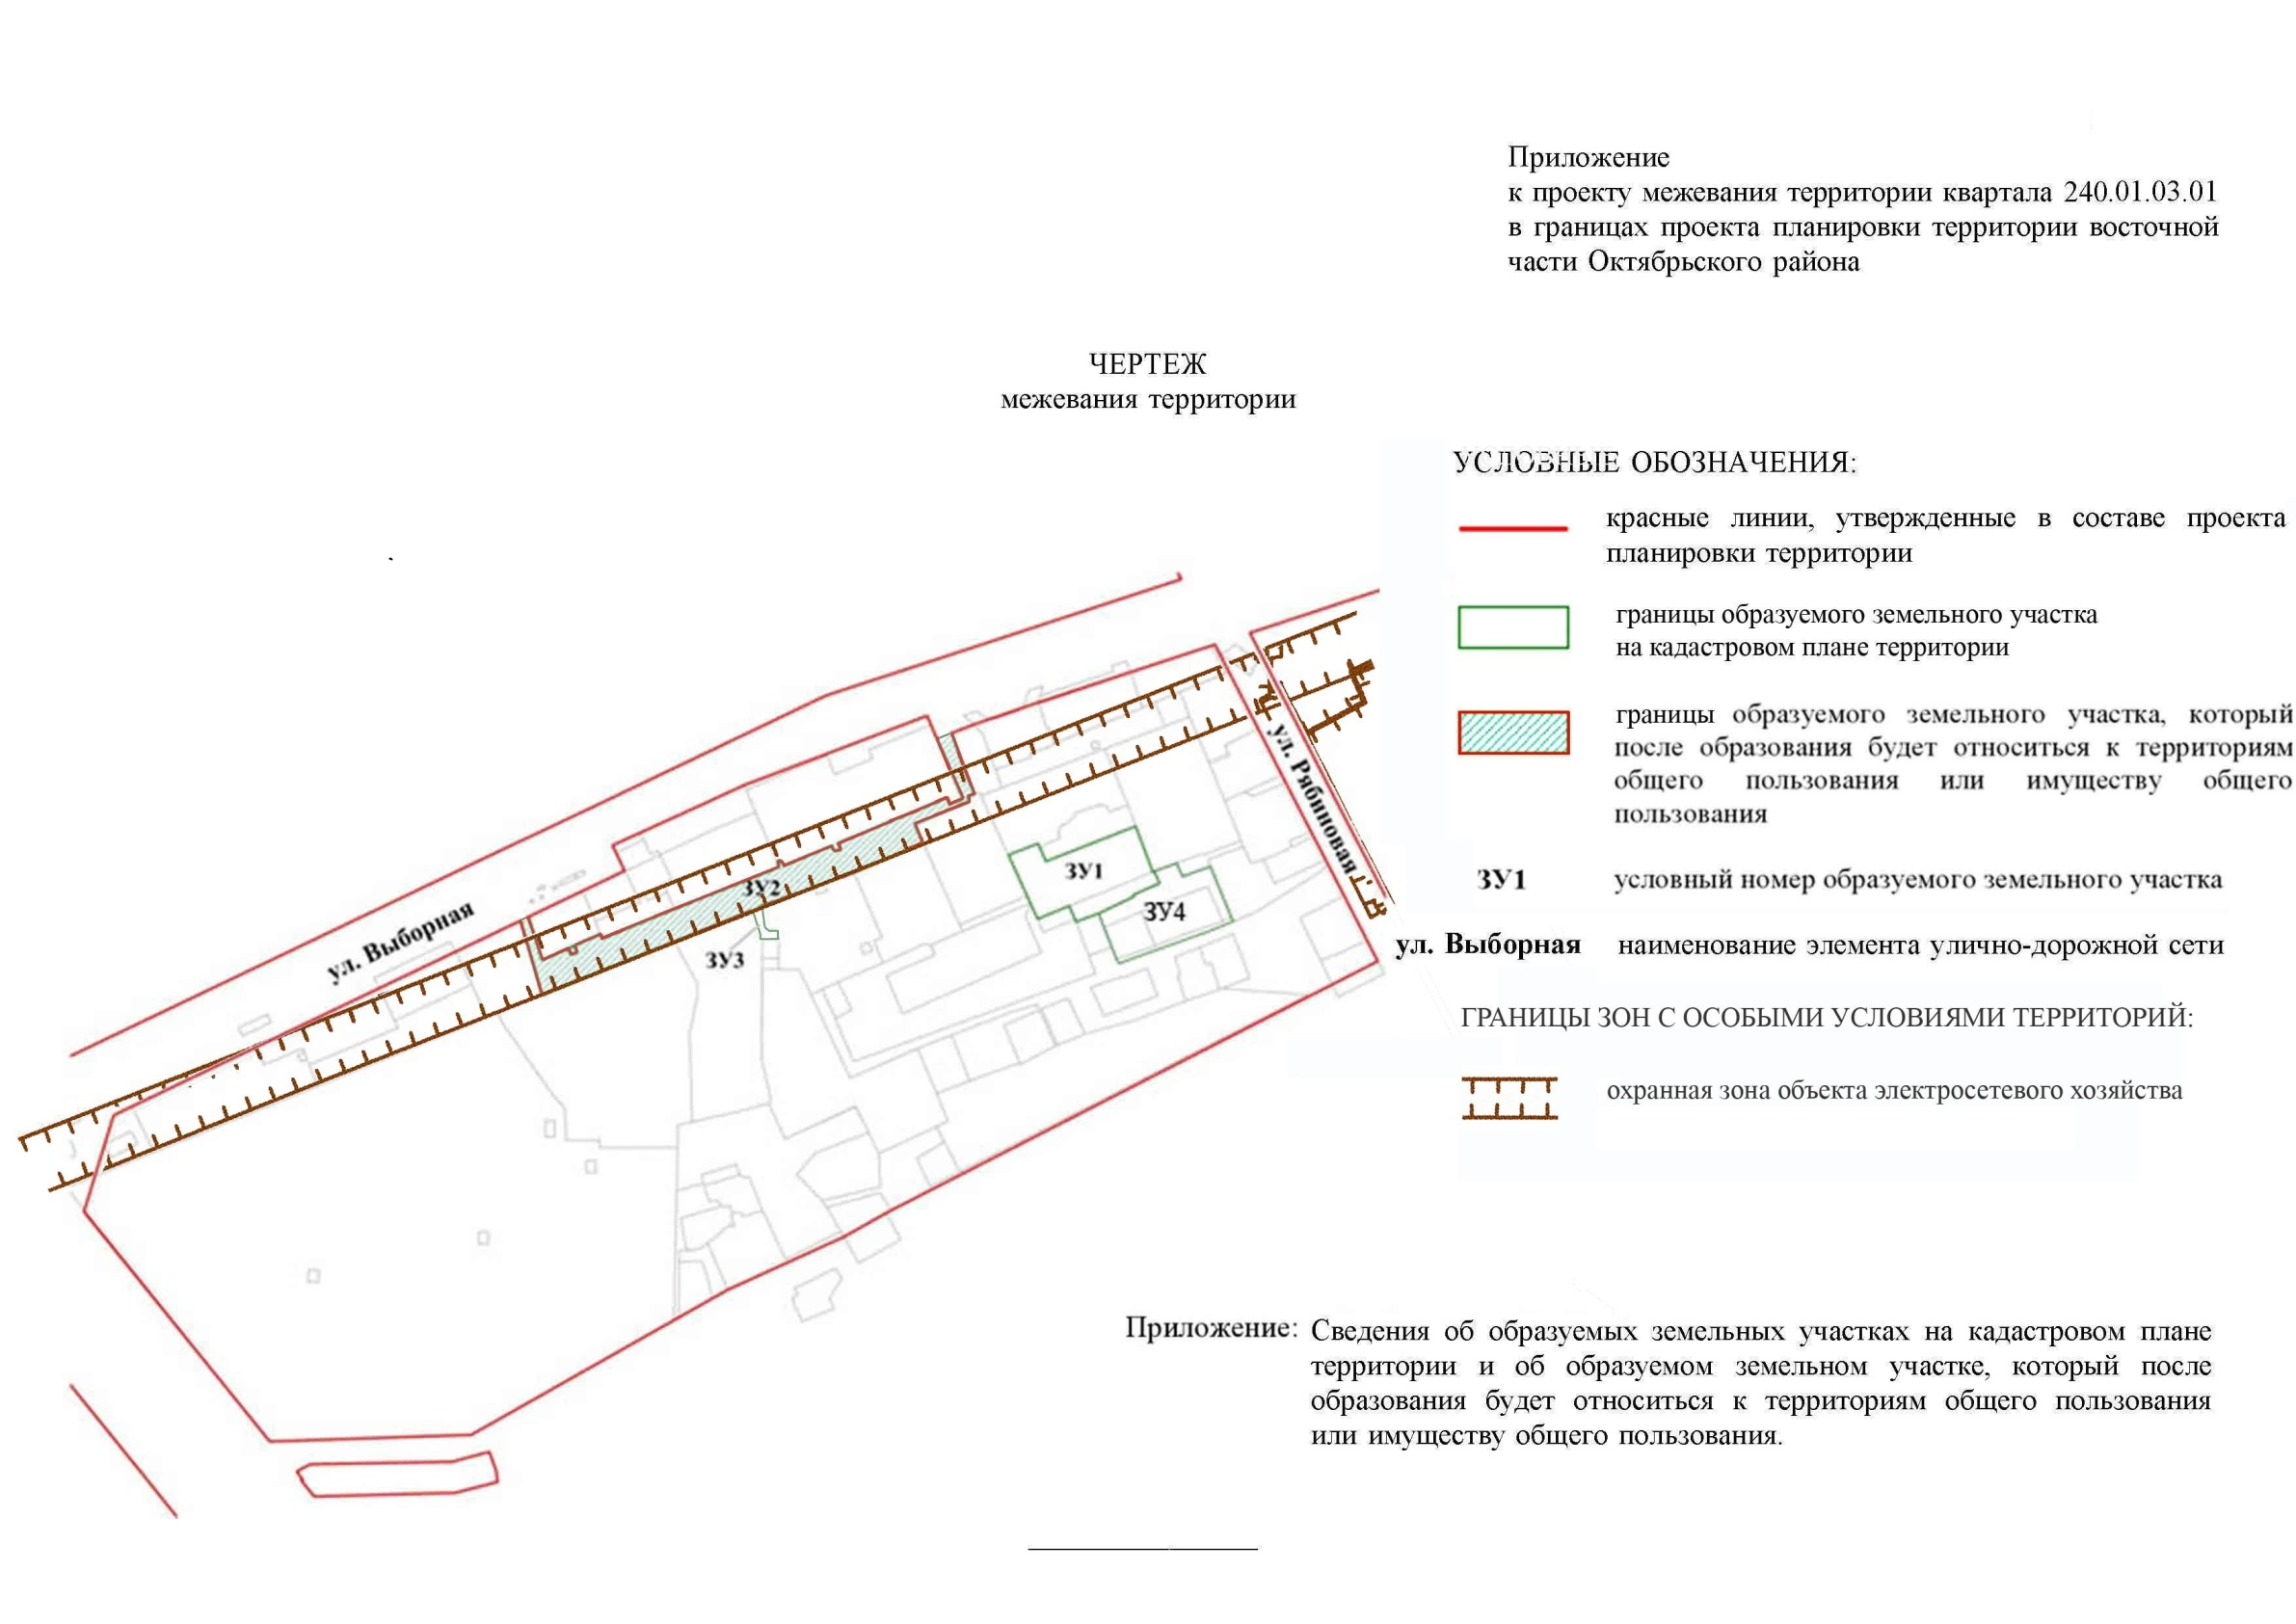 Приложение
к проекту межевания территории квартала 240.01.03.01
в границах проекта планировки территории восточной
части Октябрьского района
ЧЕРТЕЖ
межевания территории
УСЛОВНЫЕ ОБОЗНАЧЕНИЯ:
красные линии, утвержденные в составе проекта
планировки территории
границы образуемого земельного участка
на кадастровом плане территории
границы образуемого земельного участка, который
после образования будет относиться к территориям
общего пользования или имуществу общего
пользования
ЗУ1 условный номер образуемого земельного участка
ул. Выборная наименование элемента улично-дорожной сети
ГРАНИЦЫ ЗОН С ОСОБЫМИ УСЛОВИЯМИ ТЕРРИТОРИЙ:
охранная зона объекта электросетевого хозяйства
ул. Выборная
ул. Рябиновая
ЗУ1
ЗУ2
ЗУ4
ЗУ3
Приложение: Сведения об образуемых земельных участках на кадастровом плане
территории и об образуемом земельном участке, который после
образования будет относиться к территориям общего пользования
или имуществу общего пользования.